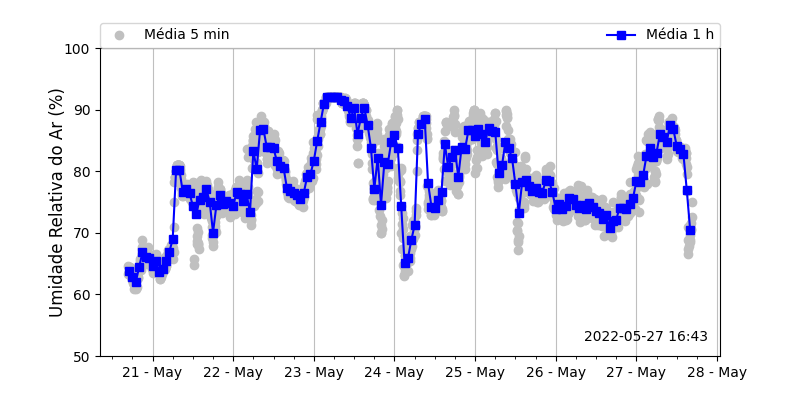 Média 5 min
Média 1 h
100
90
80
70
60
50
Umidade Relativa do Ar (%)
2022-05-27 16:43
21 - May
22 - May
23 - May
24 - May
25 - May
26 - May
27 - May
28 - May